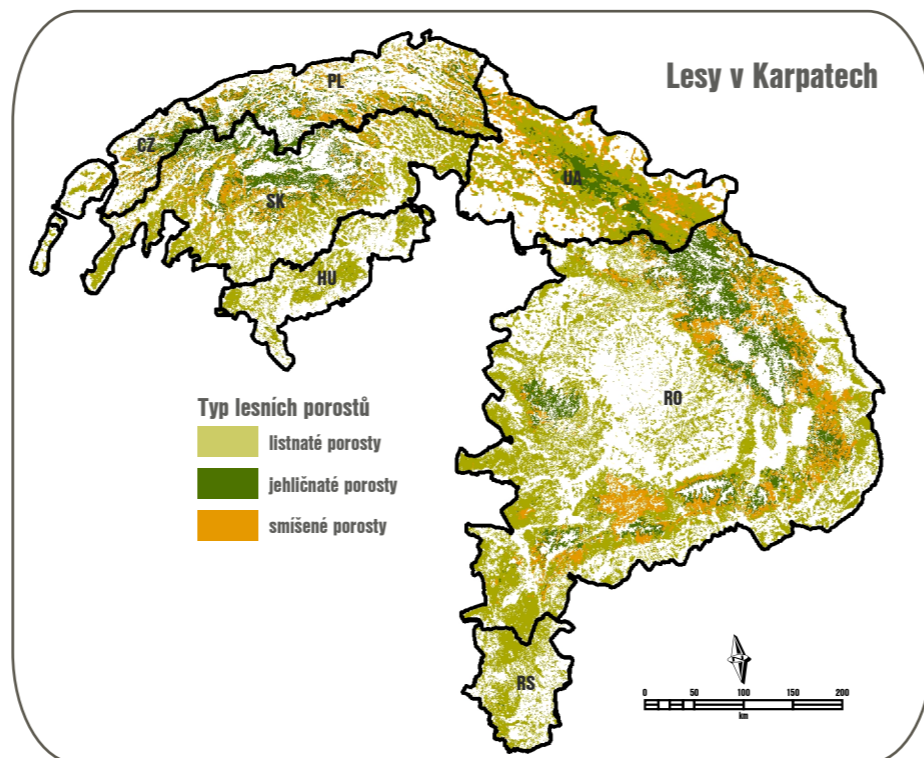 Lesy v Karpatech
PL
CZ
SK
UA
HU
RO
RS
Typ lesních porostů
listnaté porosty
jehličnaté porosty
smíšené porosty
0 50 100 150 200
km